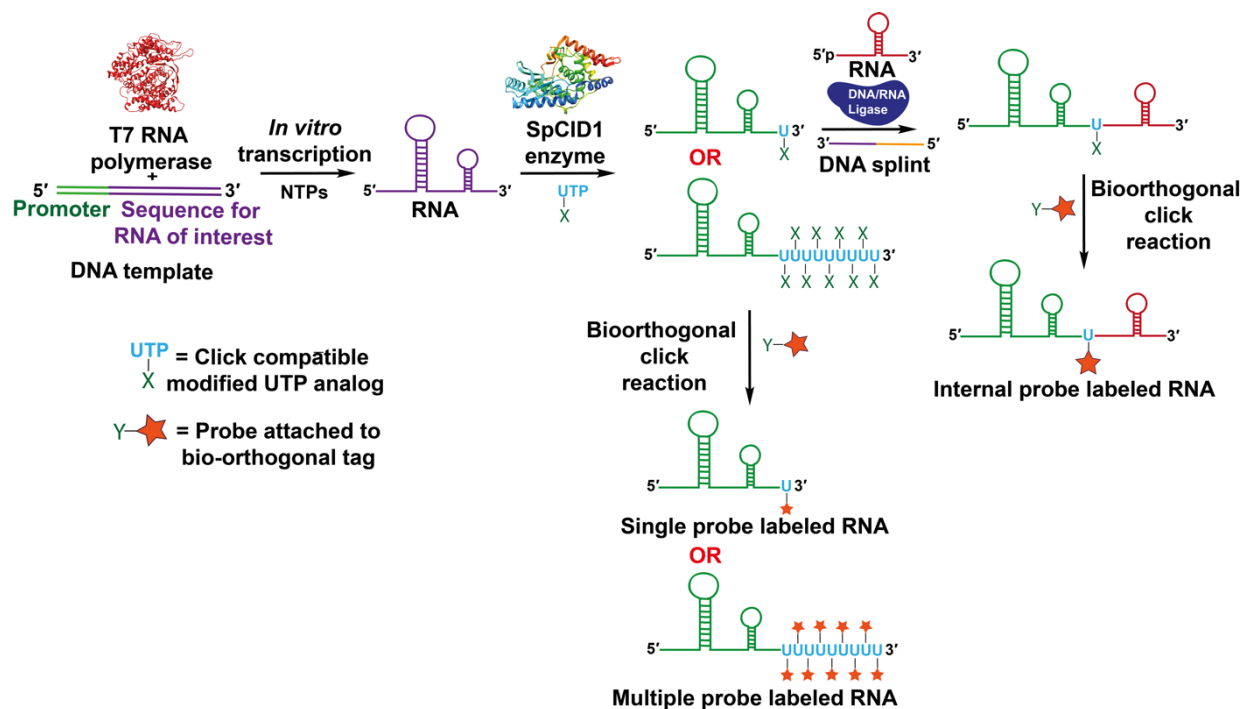 T7 RNA
polymerase
+
5′ 3′
Promoter Sequence for
RNA of interest
DNA template
In vitro
transcription
NTPs
5′ 3′
RNA
SpCID1
enzyme
UTP
X
5′ U 3′
X
OR
X X X X
5′ UUUUUUUUU 3′
X X X X X
5′p 3′
RNA
DNA/RNA
Ligase
3′ 5′
DNA splint
5′ U 3′
X
Y
Bioorthogonal
click
reaction
5′ U 3′
Internal probe labeled RNA
Bioorthogonal
click
reaction
Y
5′ U 3′
Single probe labeled RNA
OR
5′ UUUUUUUUU 3′
Multiple probe labeled RNA
UTP = Click compatible
X modified UTP analog
Y = Probe attached to
bio-orthogonal tag